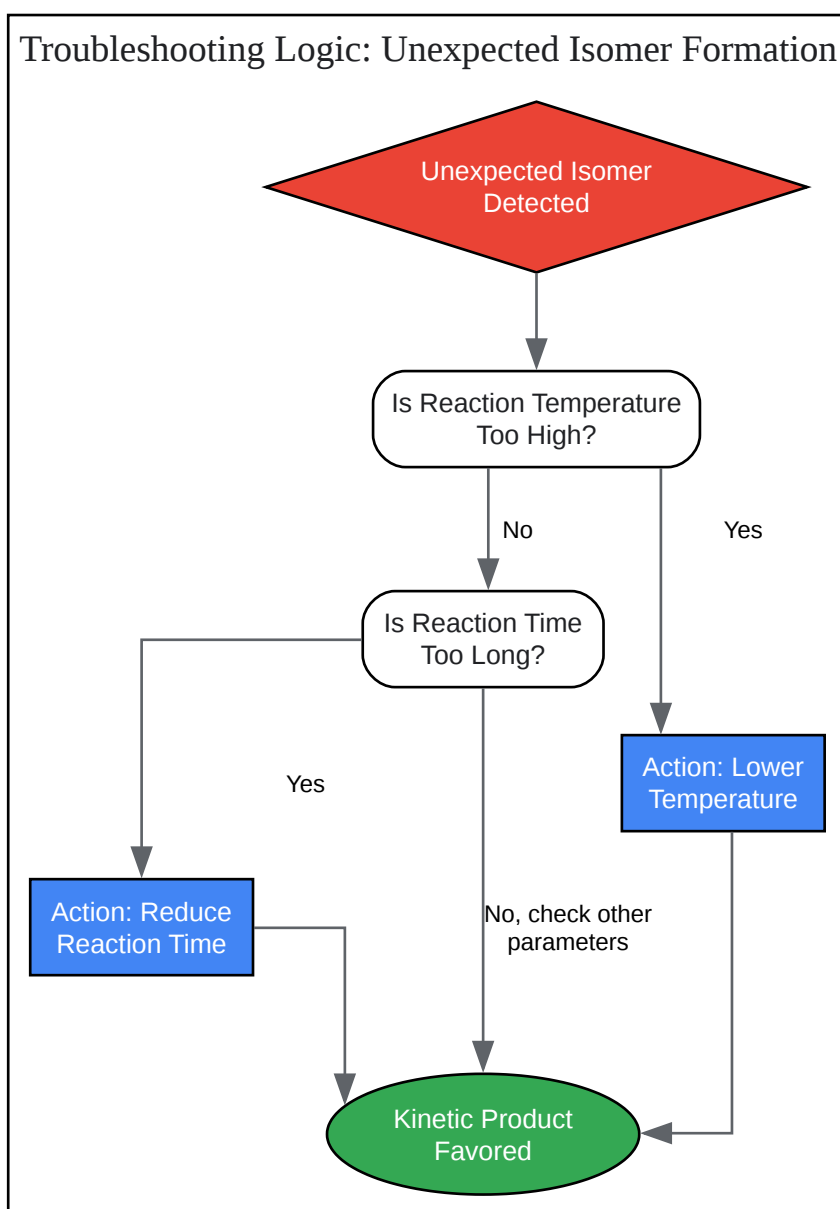 Troubleshooting Logic: Unexpected Isomer Formation
Unexpected Isomer
Detected
Is Reaction Temperature
Too High?
No
Yes
Is Reaction Time
Too Long?
Action: Lower
Temperature
Yes
Action: Reduce
Reaction Time
No, check other
parameters
Kinetic Product
Favored